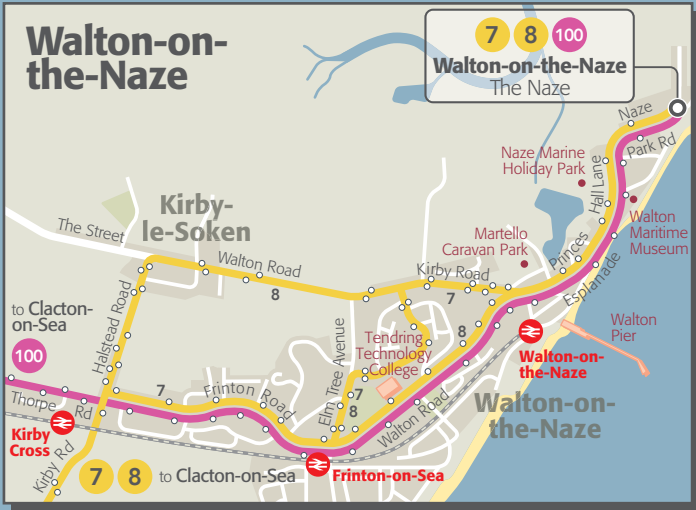 Walton-on-
the-Naze
7 8 100
Walton-on-the-Naze
The Naze
Naze
Park Rd
Naze Marine
Holiday Park
Hall Lane
Walton
Maritime
Museum
Kirby-
le-Soken
The Street
Martello
Caravan Park
Princes
Esplanade
Walton Road
8
Kirby Road
7
to Clacton-
on-Sea
100
Halstead Road
8
Tendring
Technology
College
Walton
Pier
Walton-on-
the-Naze
Elm Tree Avenue
7
Frinton Road
7
8
Thorpe Rd
Walton Road
Walton-on-
the-Naze
Kirby
Cross
Kirby Rd
7 8 to Clacton-on-Sea
Frinton-on-Sea